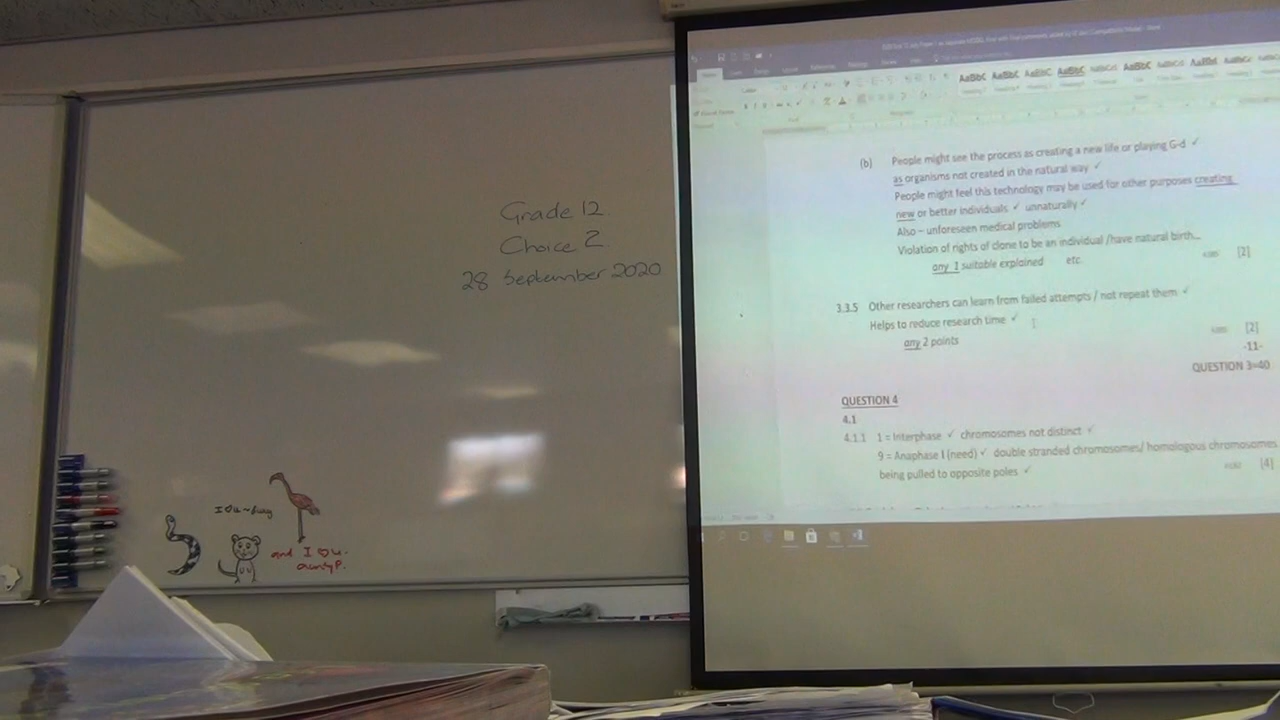 Grade 12
Choice 2
28 September 2020
and I ♡ u.
(b) People might see the process as creating a new life or playing G-d ✓
as organisms not created in the natural way ✓
People might feel this technology may be used for other purposes creating
new or better individuals ✓ unnaturally ✓
Also – unforeseen medical problems
Violation of rights of clone to be an individual /have natural birth...
any 1 suitable explained etc. [2]
3.3.5 Other researchers can learn from failed attempts / not repeat them ✓
Helps to reduce research time ✓
any 2 points [2]
-11-
QUESTION 3=40
QUESTION 4
4.1
4.1.1 1 = Interphase ✓ chromosomes not distinct ✓
9 = Anaphase I (need) ✓ double stranded chromosomes/ homologous chromosomes
being pulled to opposite poles ✓ [4]